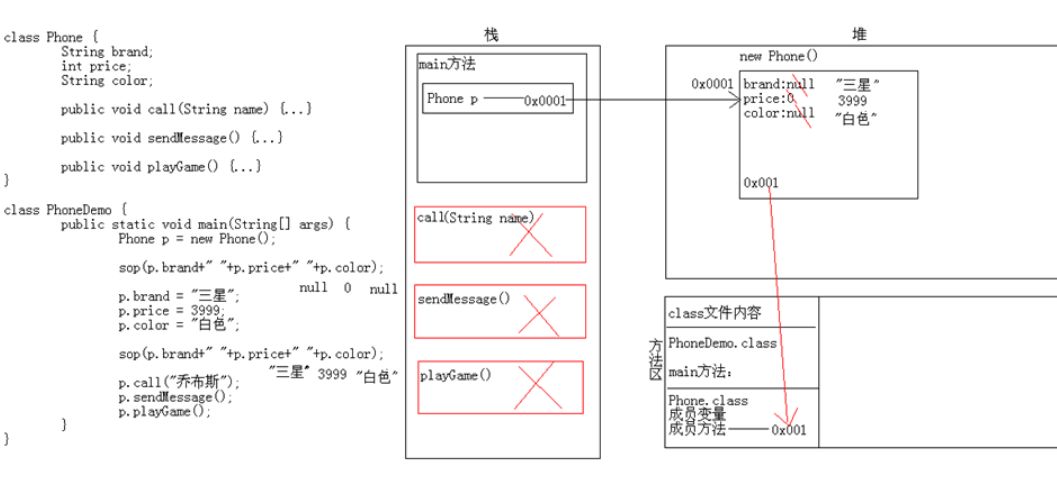 class Phone {
String brand;
int price;
String color;
public void call(String name) {...}
public void sendMessage() {...}
public void playGame() {...}
}
class PhoneDemo {
public static void main(String[] args) {
Phone p = new Phone();
sop(p.brand+" "+p.price+" "+p.color);
null 0 null
p.brand = "三星";
p.price = 3999;
p.color = "白色";
sop(p.brand+" "+p.price+" "+p.color);
"三星" 3999 "白色"
p.call("乔布斯");
p.sendMessage();
p.playGame();
}
}
栈
main方法
Phone p 0x0001
call(String name)
sendMessage()
playGame()
堆
new Phone()
0x0001
brand:null "三星"
price:0 3999
color:null "白色"
0x001
方法区
class文件内容
PhoneDemo.class
main方法:
Phone.class
成员变量
成员方法 0x001